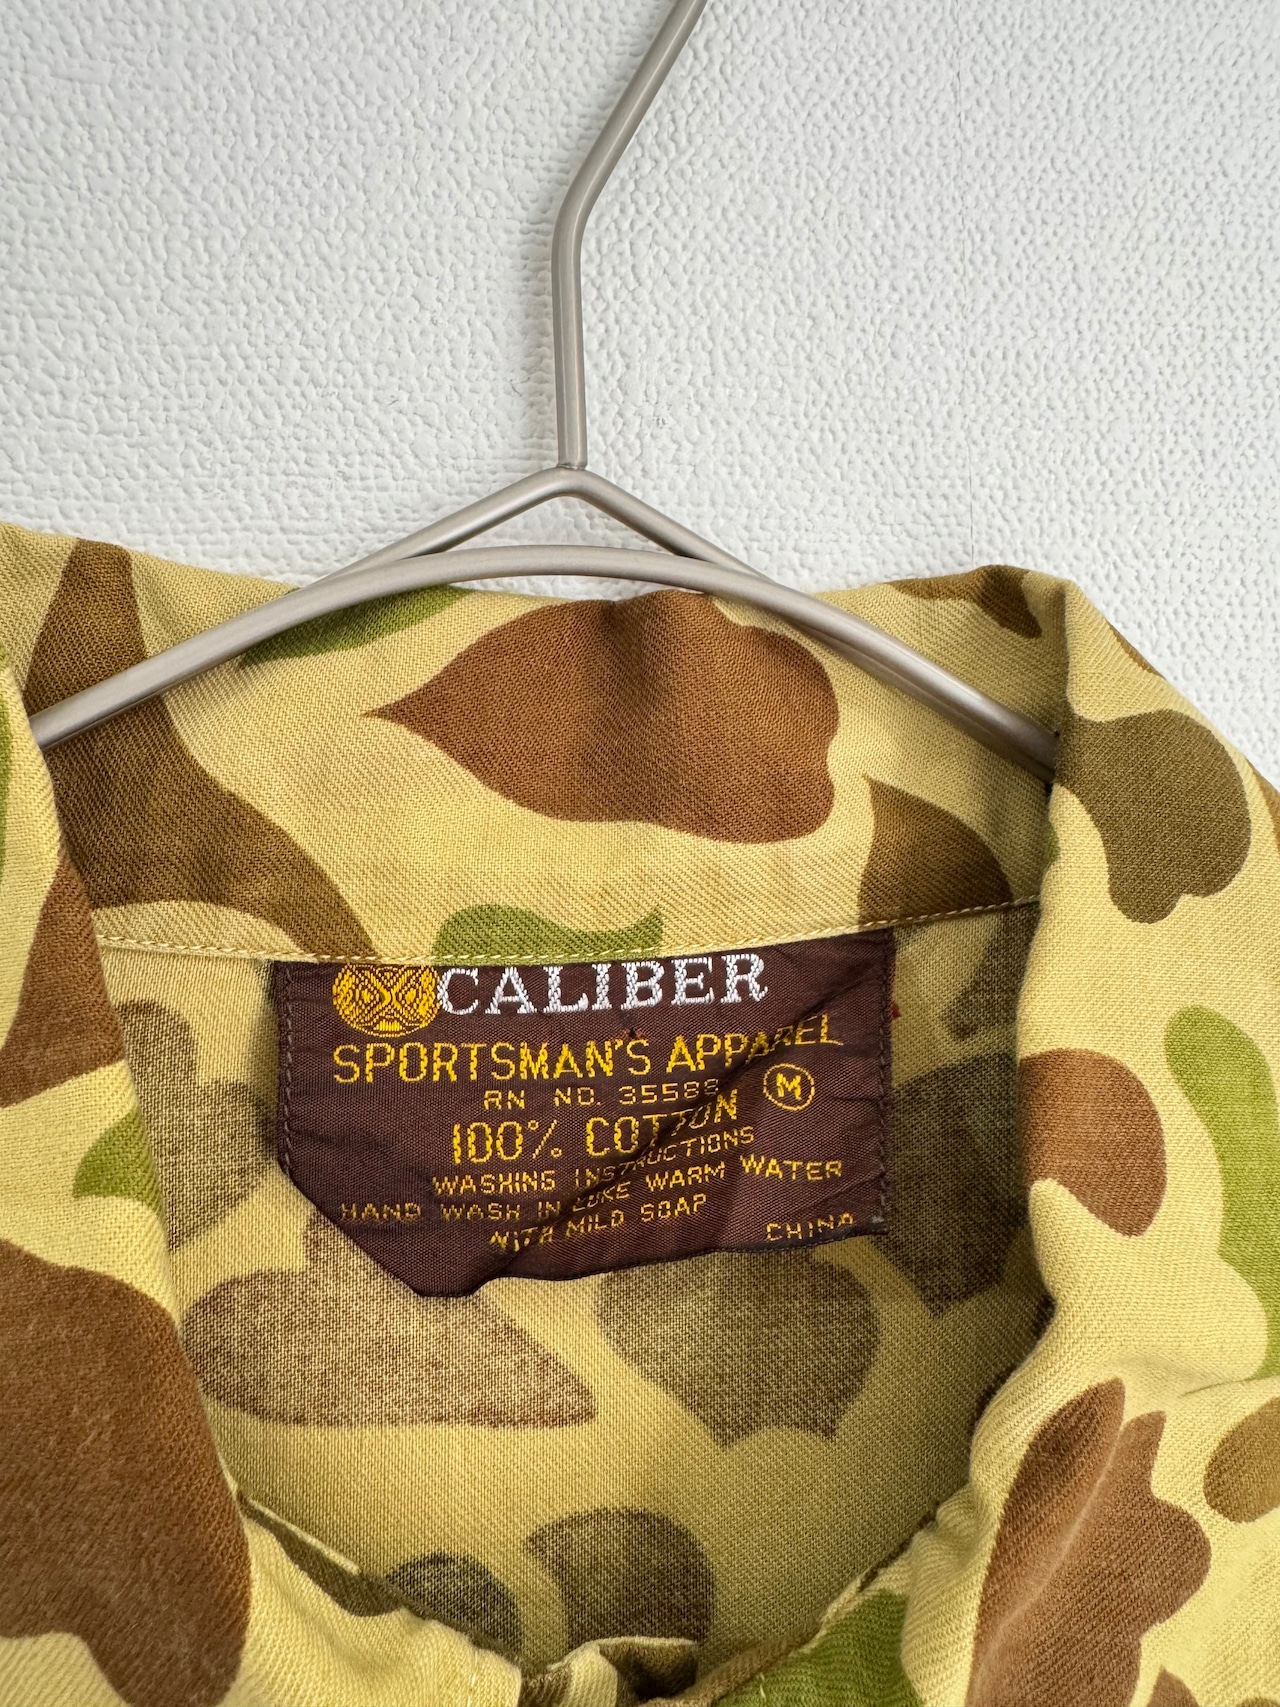 CALIBER
SPORTSMAN'S APPAREL
RN NO. 35588
M
100% COTTON
WASHING INSTRUCTIONS
HAND WASH IN LUKE WARM WATER
WITH MILD SOAP
CHINA